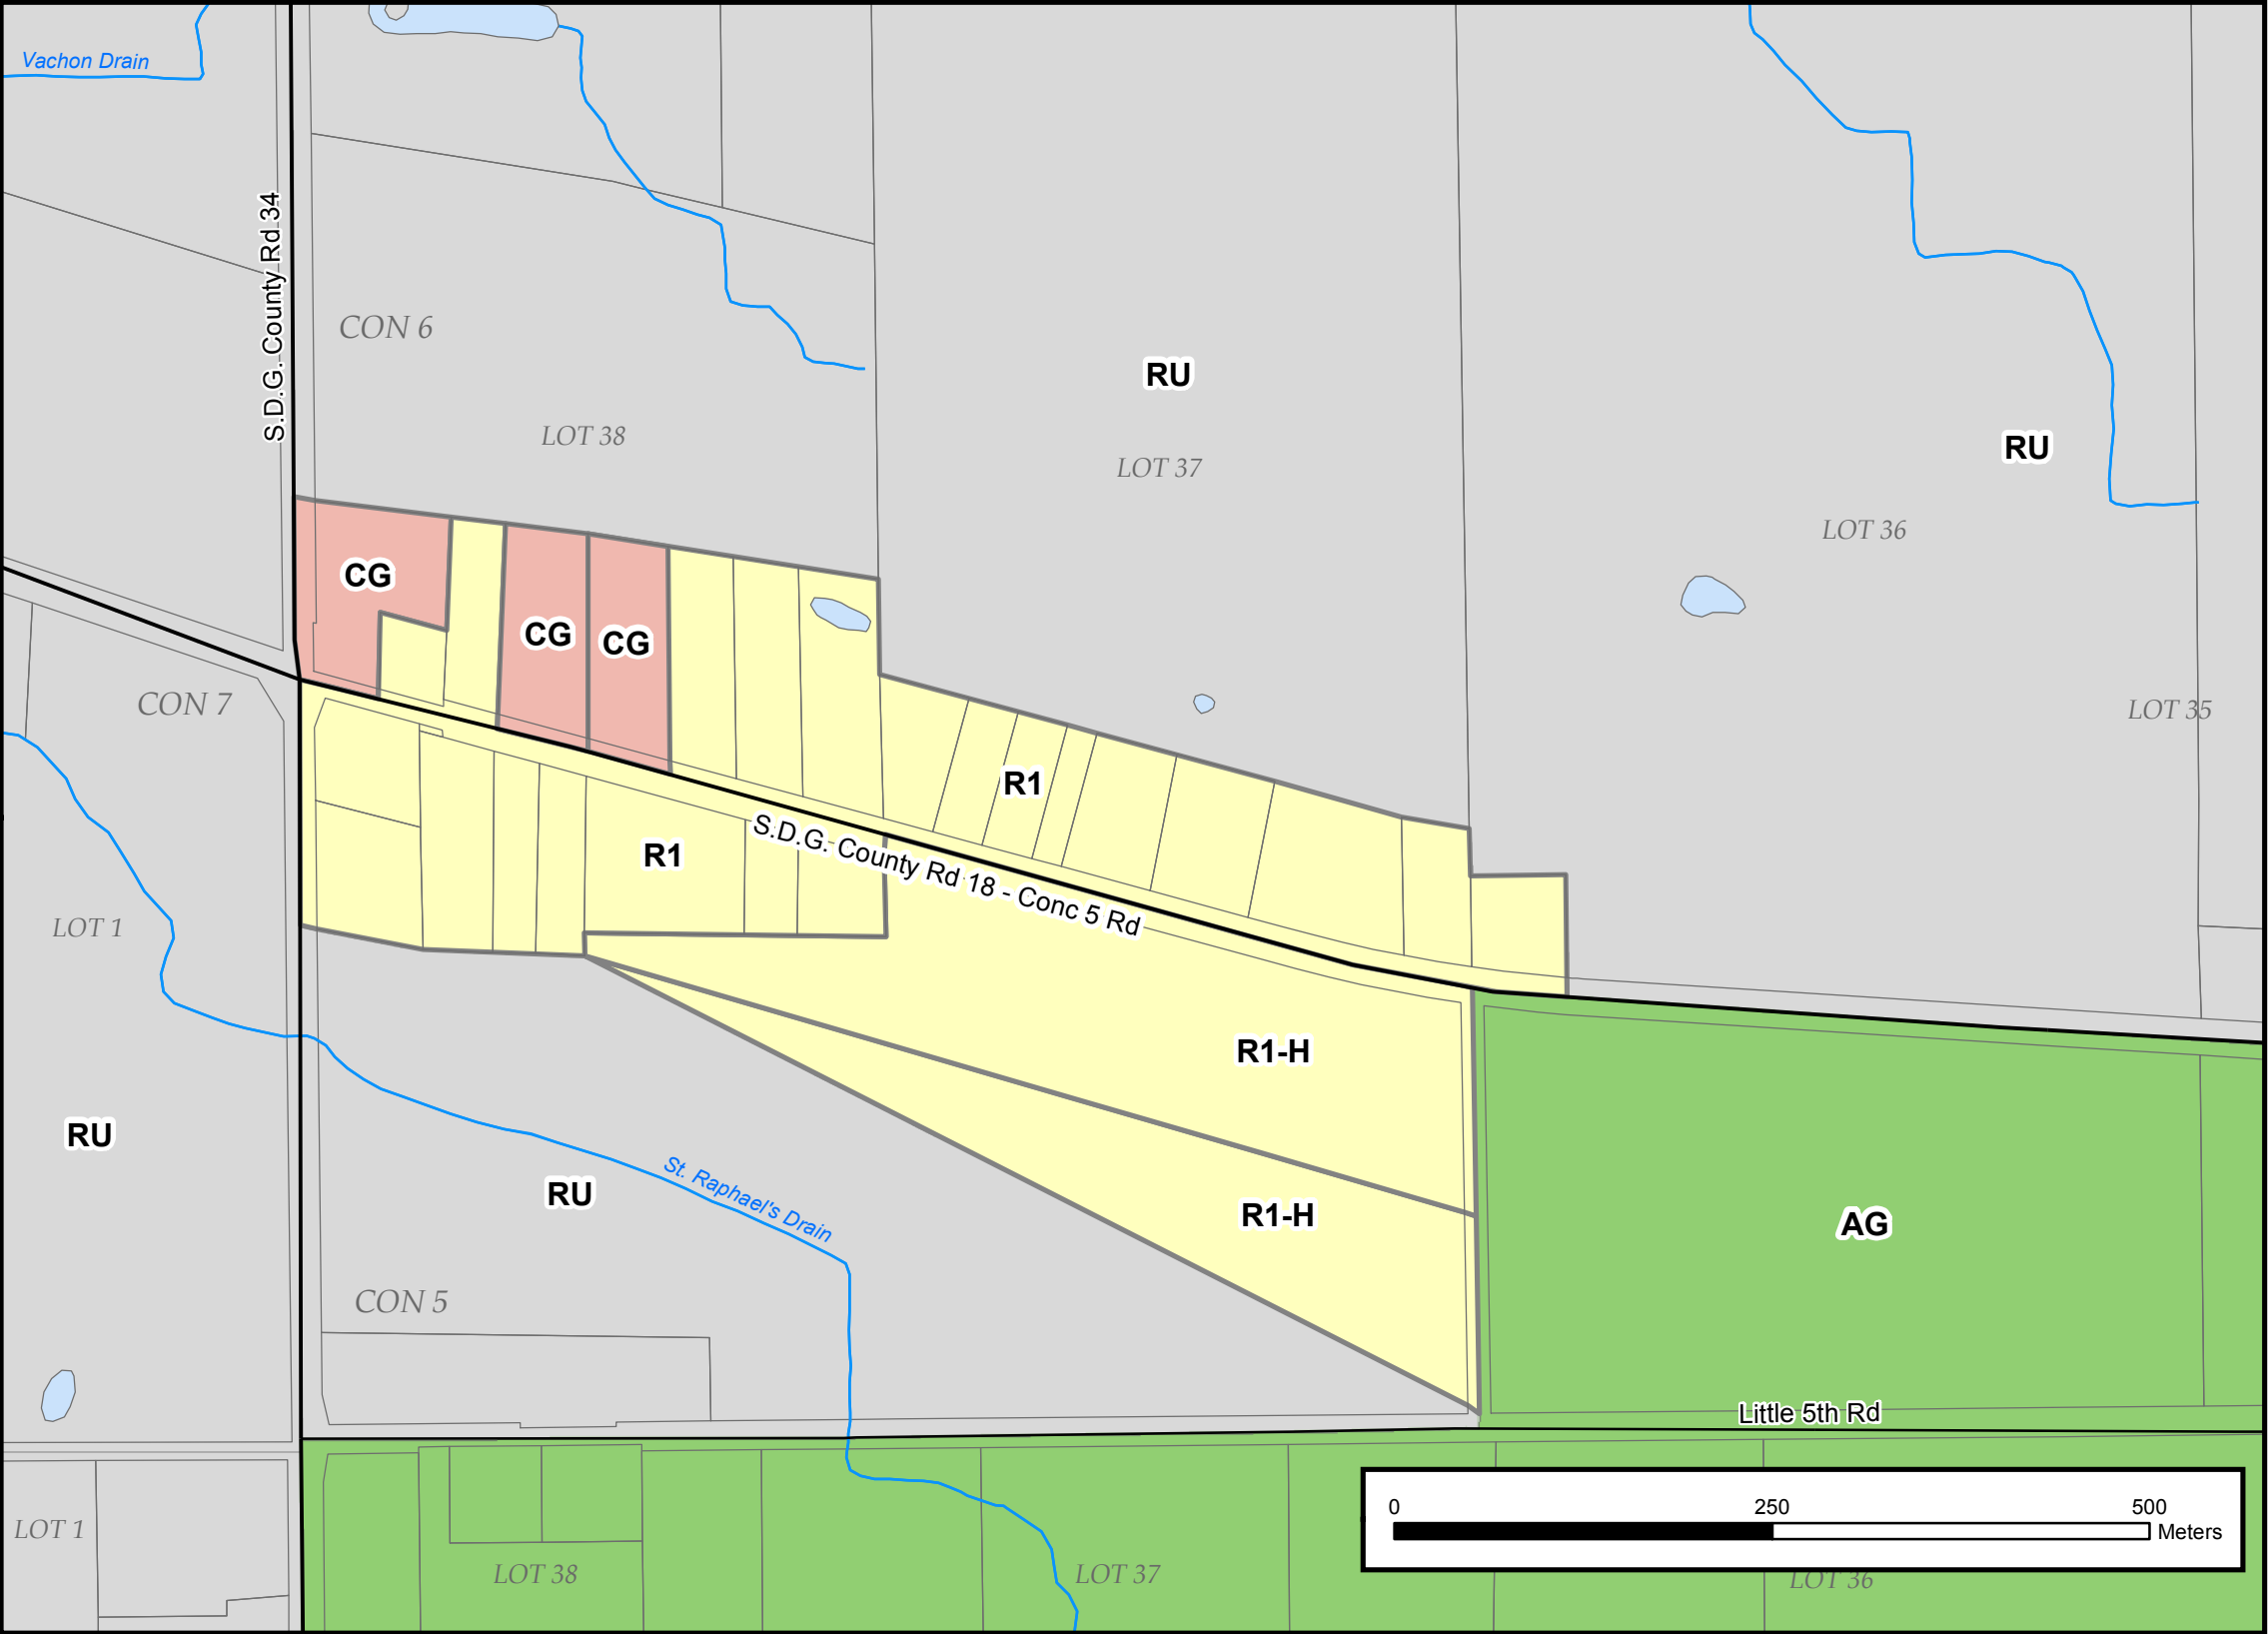 Vachon Drain
S.D.G. County Rd 34
CON 6
RU
LOT 38
RU
LOT 37
LOT 36
CG
CG
CG
CON 7
LOT 35
R1
R1
S.D.G. County Rd 18 - Conc 5 Rd
LOT 1
R1-H
RU
RU
St. Raphael's Drain
R1-H
AG
CON 5
Little 5th Rd
0 250 500
Meters
LOT 1
LOT 38
LOT 37
LOT 36